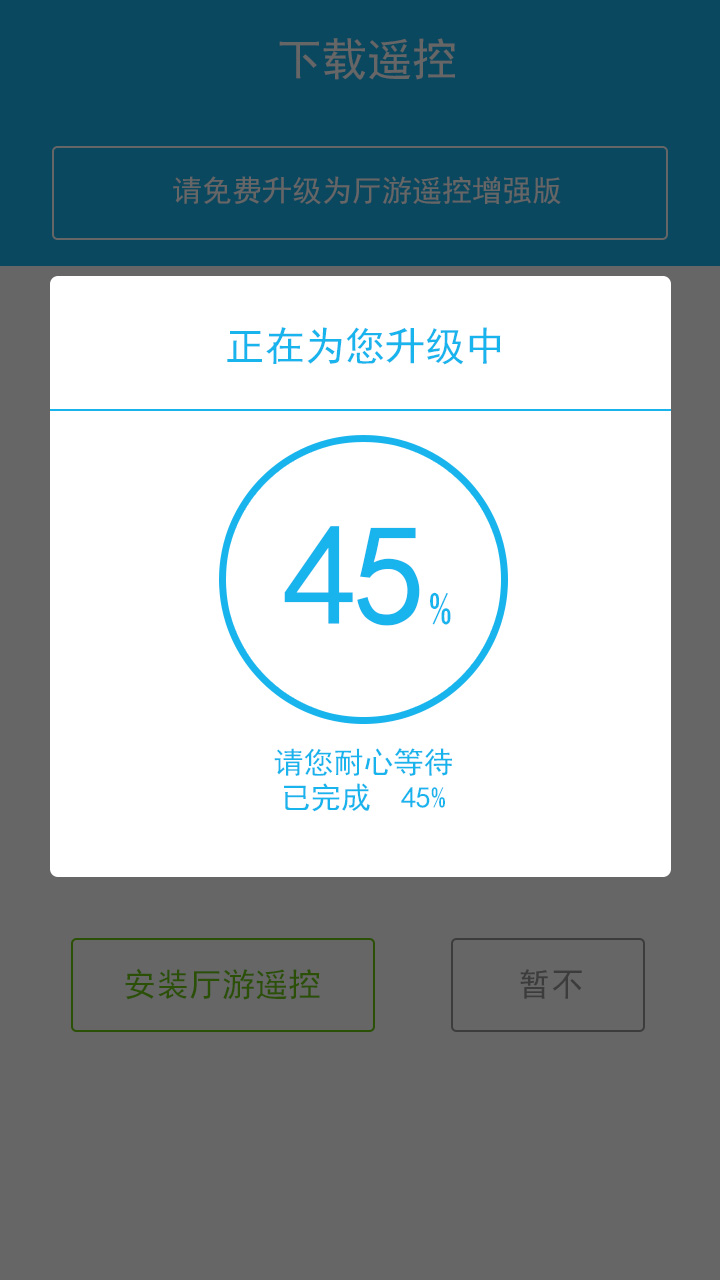 下载遥控
请免费升级为厅游遥控增强版
正在为您升级中
45%
请您耐心等待
已完成 45%
安装厅游遥控
暂不